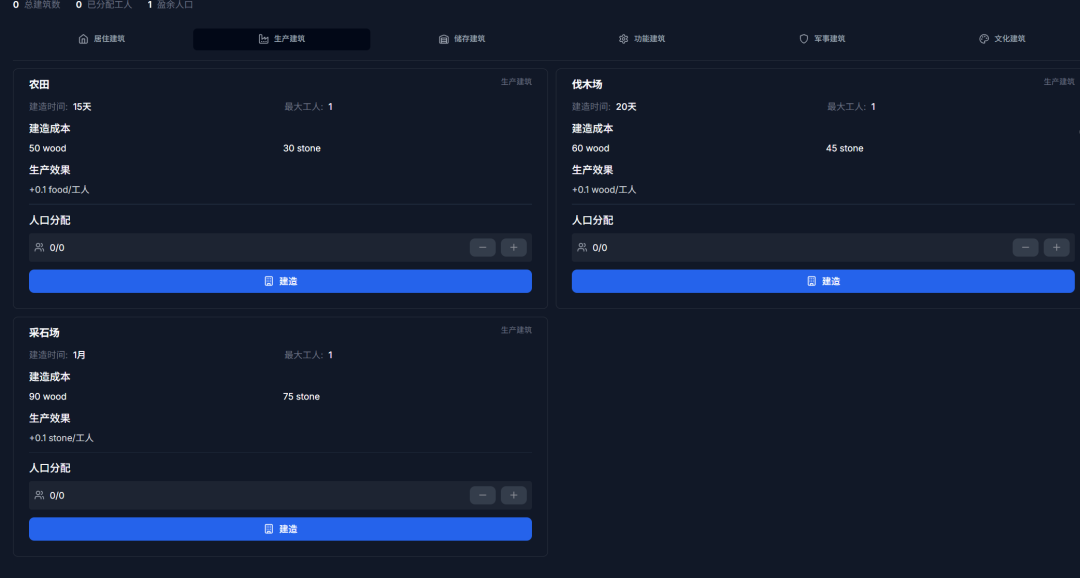 0 总建筑数 0 已分配工人 1 盈余人口
居住建筑 生产建筑 储存建筑 功能建筑 军事建筑 文化建筑
农田 生产建筑
建造时间: 15天 最大工人: 1
建造成本
50 wood 30 stone
生产效果
+0.1 food/工人
人口分配
0/0 − +
建造
伐木场 生产建筑
建造时间: 20天 最大工人: 1
建造成本
60 wood 45 stone
生产效果
+0.1 wood/工人
人口分配
0/0 − +
建造
采石场 生产建筑
建造时间: 1月 最大工人: 1
建造成本
90 wood 75 stone
生产效果
+0.1 stone/工人
人口分配
0/0 − +
建造